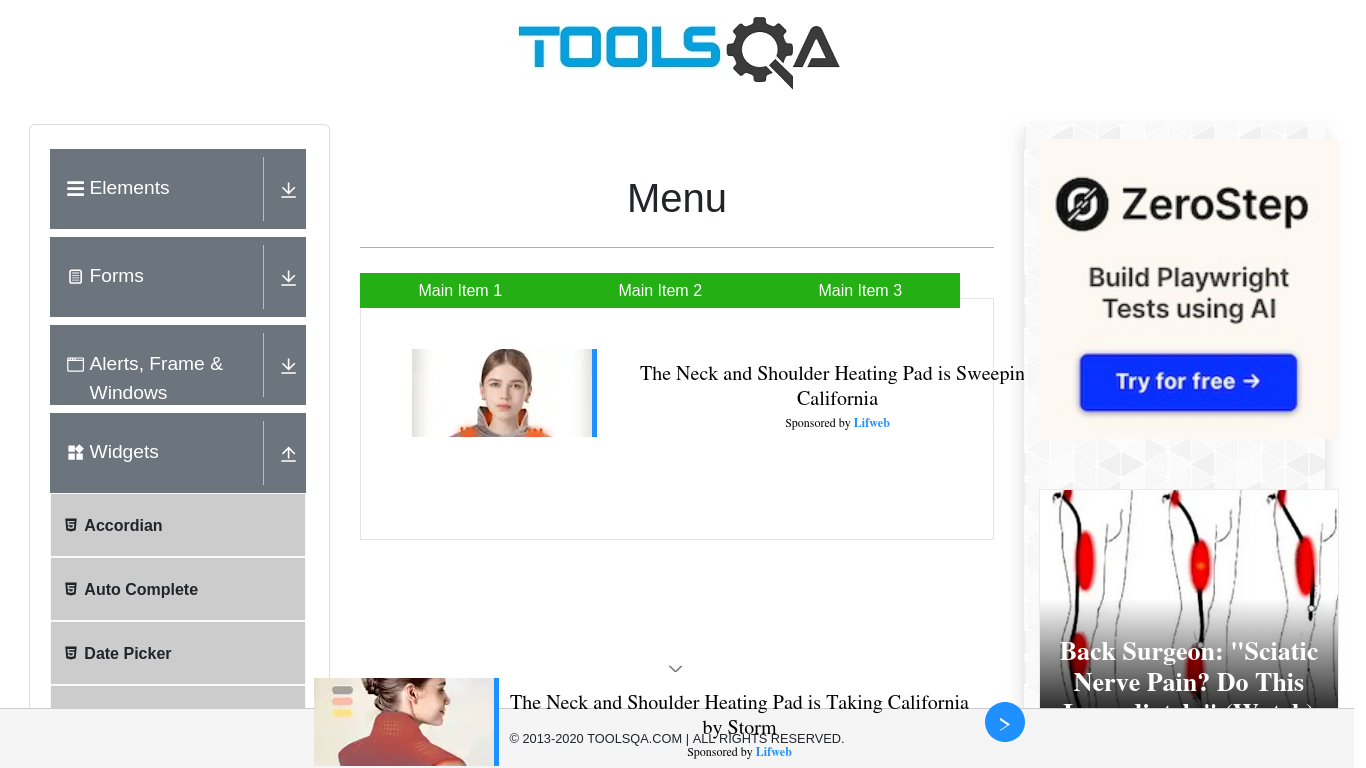 TOOLSQA
Elements
Forms
Alerts, Frame &
Windows
Widgets
Accordian
Auto Complete
Date Picker
Menu
Main Item 1
Main Item 2
Main Item 3
The Neck and Shoulder Heating Pad is Sweepin
California
Sponsored by Lifweb
ZeroStep
Build Playwright
Tests using AI
Try for free →
Back Surgeon: "Sciatic
Nerve Pain? Do This
The Neck and Shoulder Heating Pad is Taking California
by Storm
Sponsored by Lifweb
© 2013-2020 TOOLSQA.COM | ALL RIGHTS RESERVED.